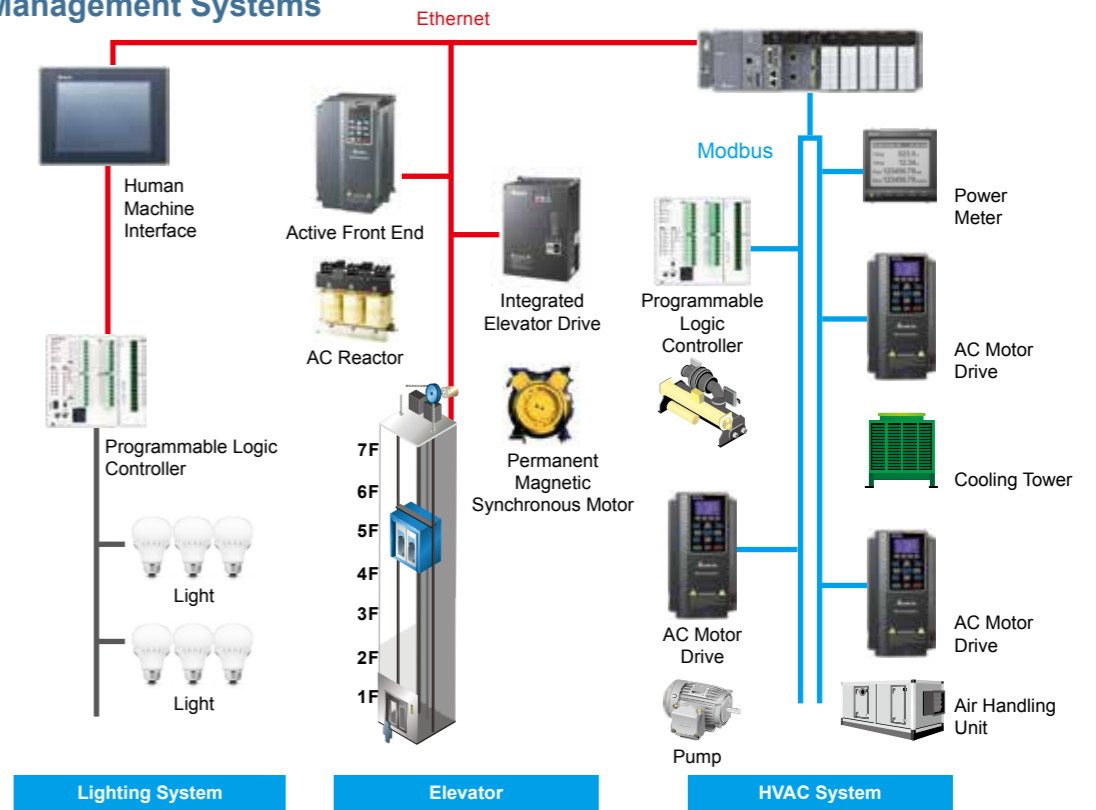 Management Systems
Ethernet
Human
Machine
Interface
Active Front End
AC Reactor
Integrated
Elevator Drive
Permanent
Magnetic
Synchronous Motor
Programmable Logic
Controller
Light
Light
7F
6F
5F
4F
3F
2F
1F
Modbus
Programmable
Logic
Controller
Power
Meter
AC Motor
Drive
Cooling Tower
AC Motor
Drive
AC Motor
Drive
Pump
Air Handling
Unit
Lighting System
Elevator
HVAC System